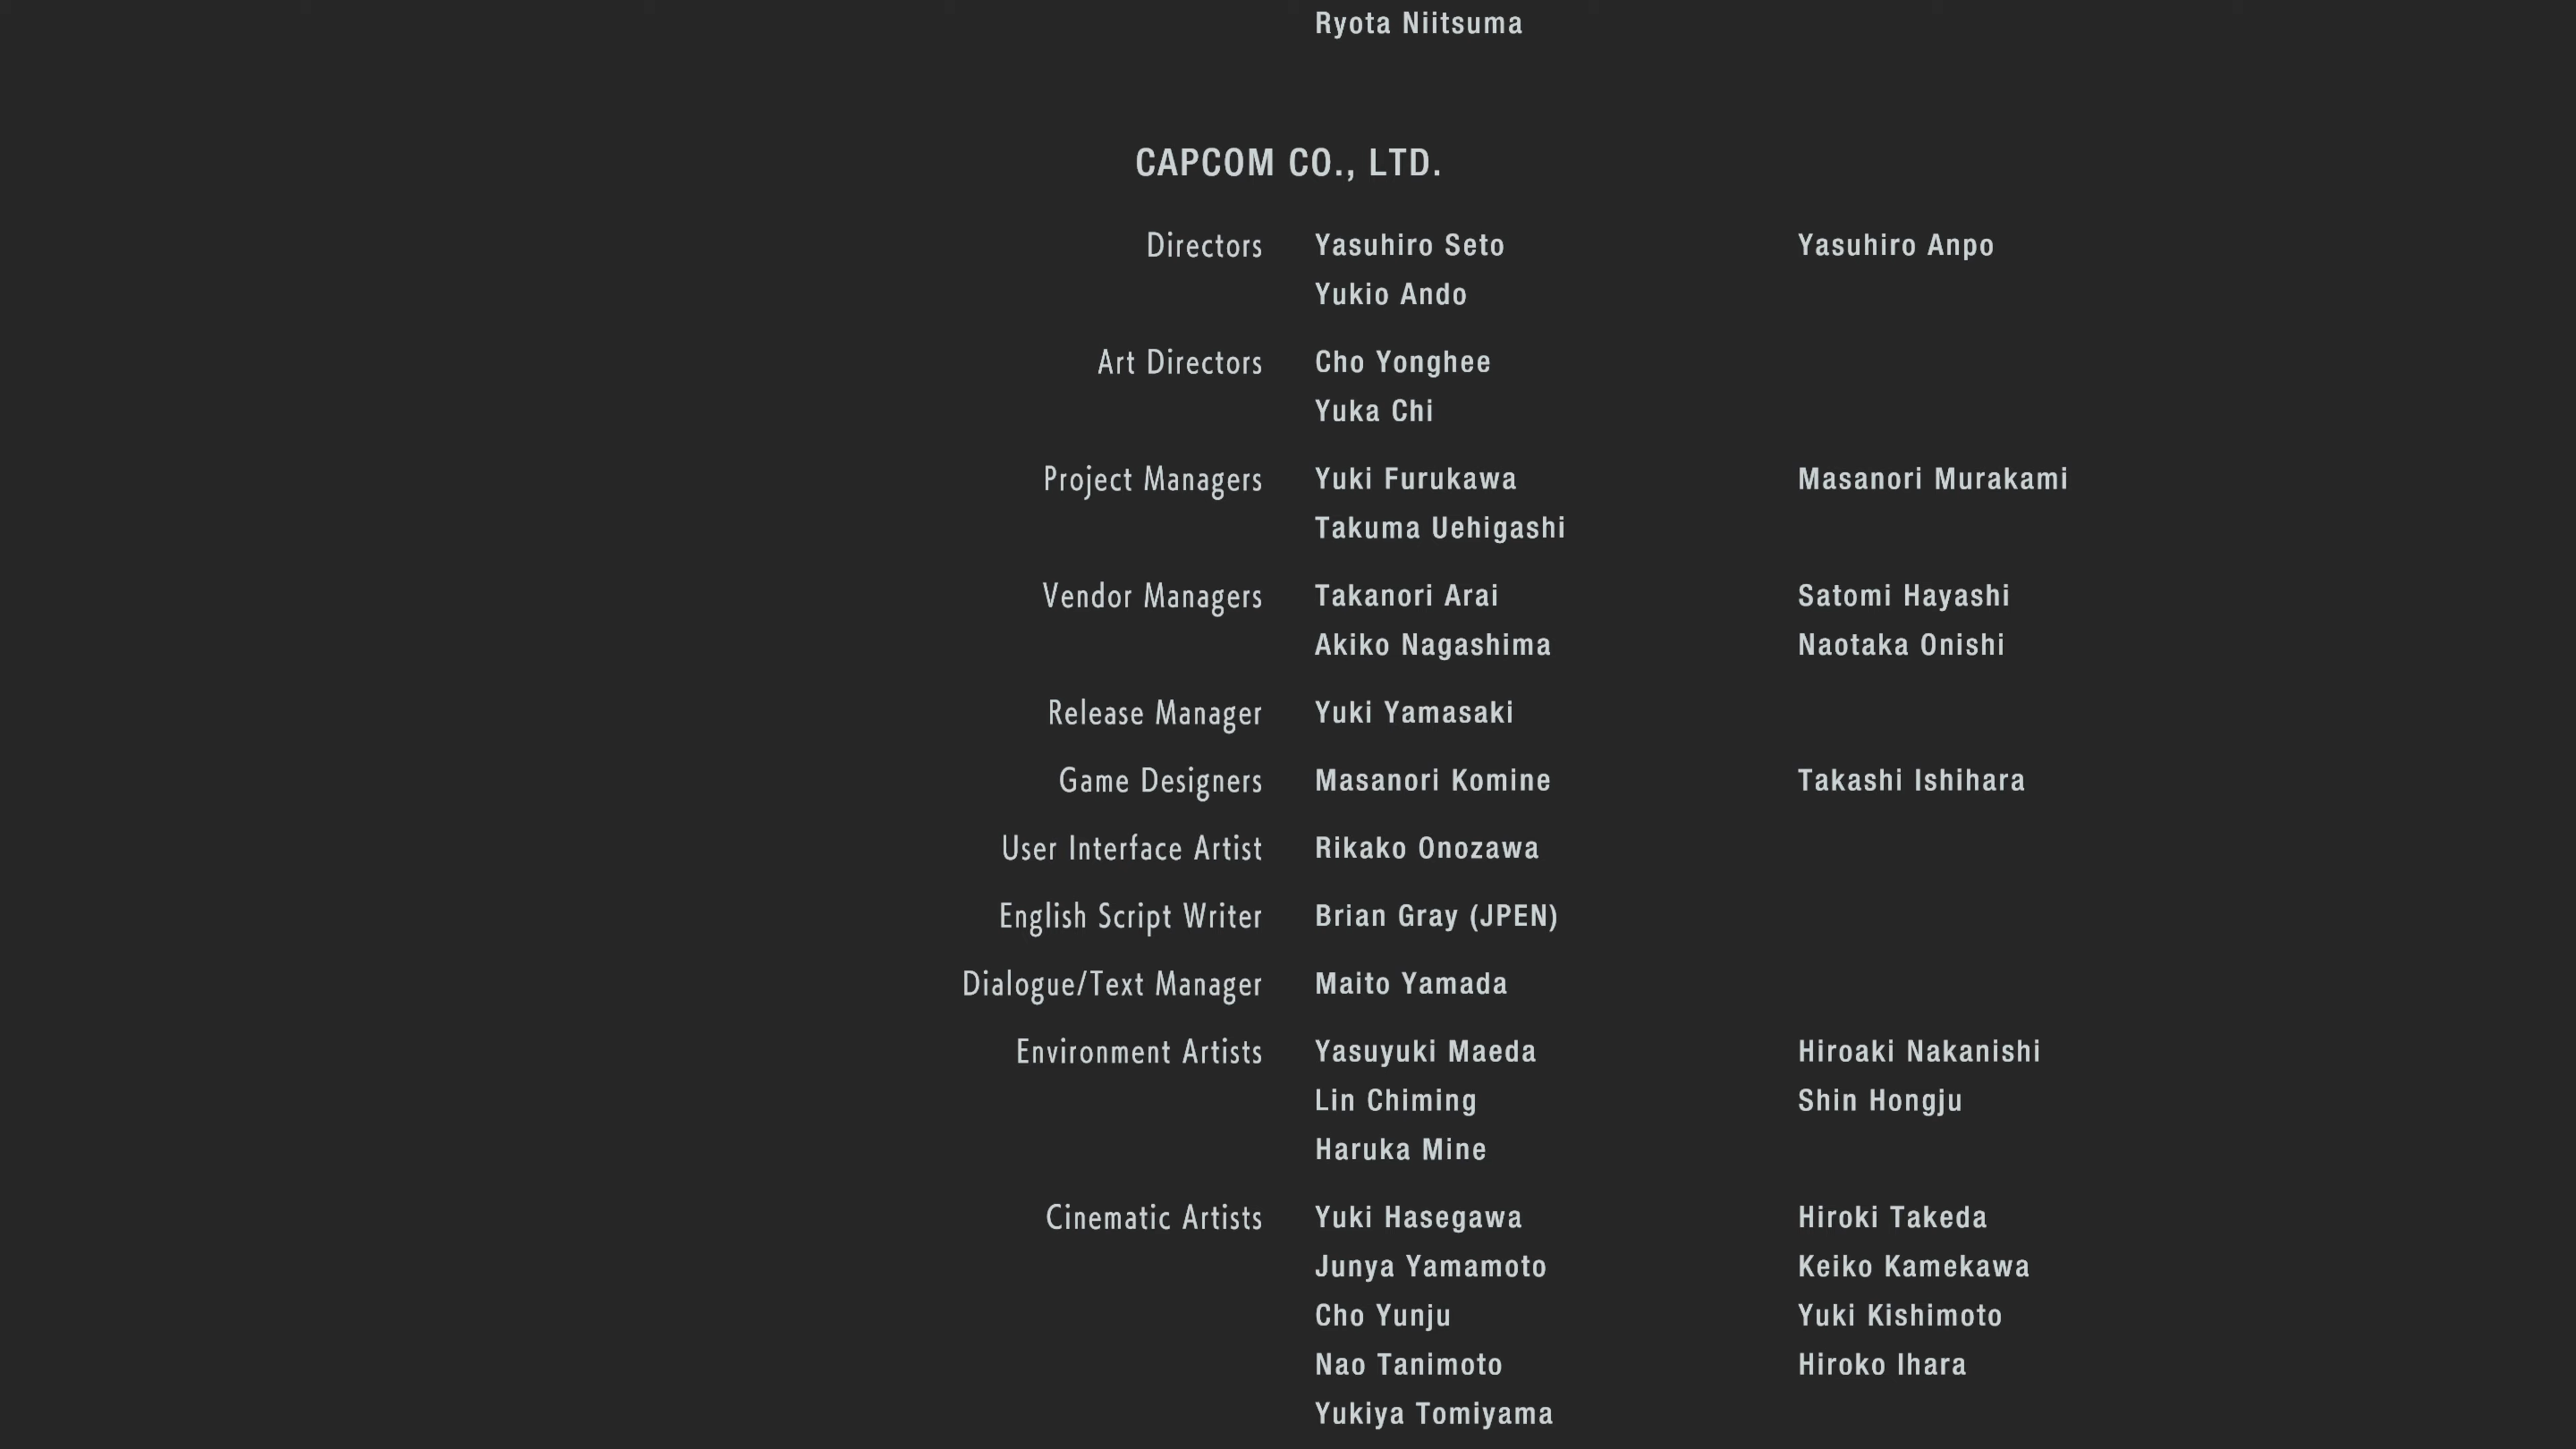 Ryota Niitsuma
CAPCOM CO., LTD.
Directors Yasuhiro Seto Yasuhiro Anpo
Yukio Ando
Art Directors Cho Yonghee
Yuka Chi
Project Managers Yuki Furukawa Masanori Murakami
Takuma Uehigashi
Vendor Managers Takanori Arai Satomi Hayashi
Akiko Nagashima Naotaka Onishi
Release Manager Yuki Yamasaki
Game Designers Masanori Komine Takashi Ishihara
User Interface Artist Rikako Onozawa
English Script Writer Brian Gray (JPEN)
Dialogue/Text Manager Maito Yamada
Environment Artists Yasuyuki Maeda Hiroaki Nakanishi
Lin Chiming Shin Hongju
Haruka Mine
Cinematic Artists Yuki Hasegawa Hiroki Takeda
Junya Yamamoto Keiko Kamekawa
Cho Yunju Yuki Kishimoto
Nao Tanimoto Hiroko Ihara
Yukiya Tomiyama